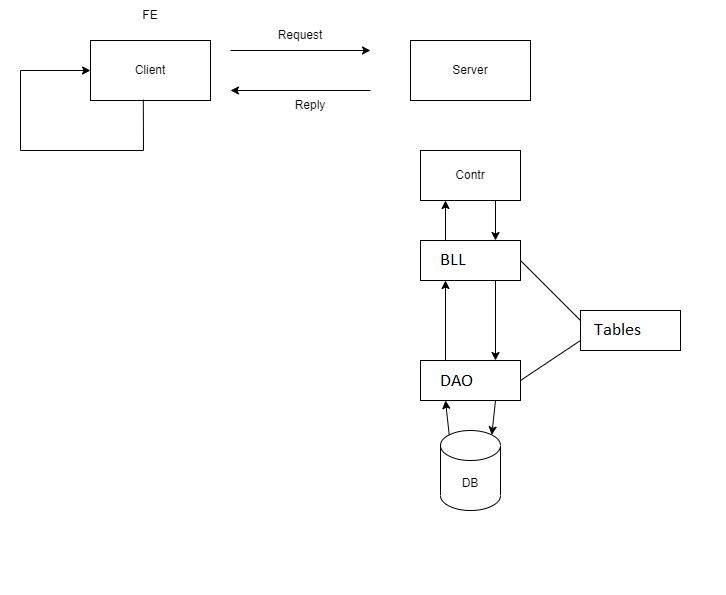 FE
Request
Client
Server
Reply
Contr
BLL
Tables
DAO
DB